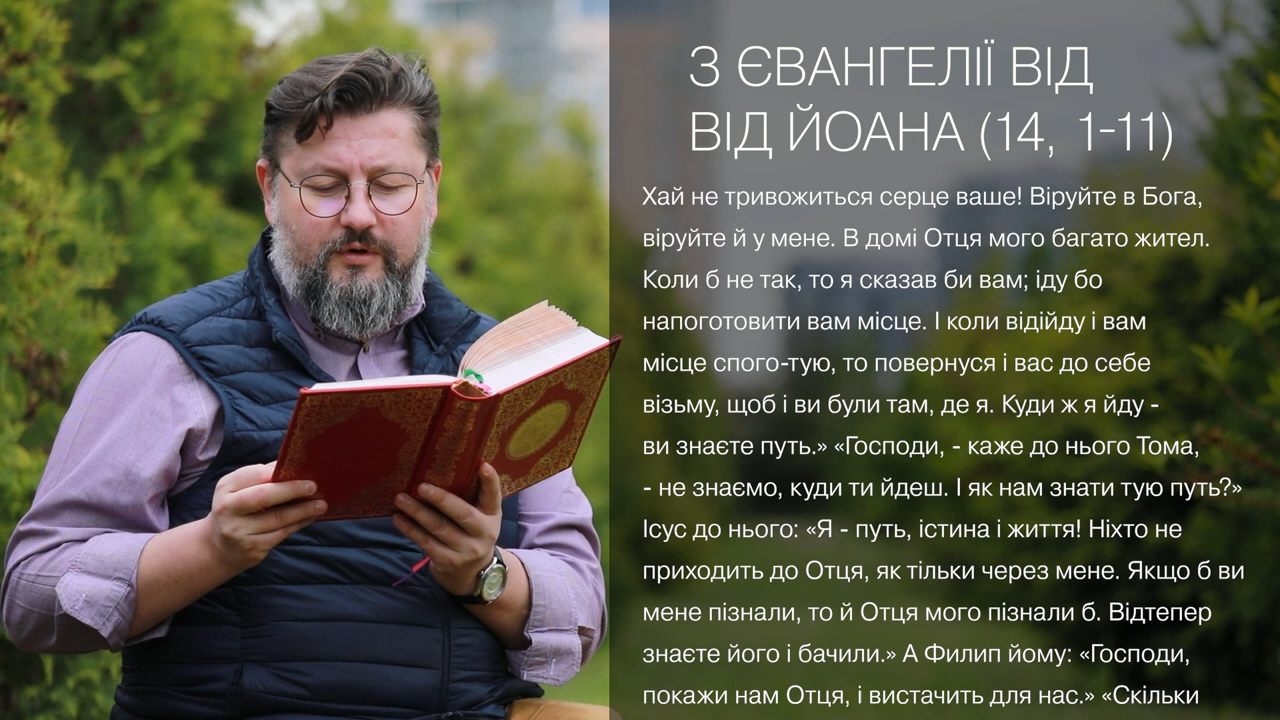 З ЄВАНГЕЛІЇ ВІД
ВІД ЙОАНА (14, 1-11)
Хай не тривожиться серце ваше! Віруйте в Бога,
віруйте й у мене. В домі Отця мого багато жител.
Коли б не так, то я сказав би вам; іду бо
напоготовити вам місце. І коли відійду і вам
місце спого-тую, то повернуся і вас до себе
візьму, щоб і ви були там, де я. Куди ж я йду -
ви знаєте путь.» «Господи, - каже до нього Тома,
- не знаємо, куди ти йдеш. І як нам знати тую путь?»
Ісус до нього: «Я - путь, істина і життя! Ніхто не
приходить до Отця, як тільки через мене. Якщо б ви
мене пізнали, то й Отця мого пізнали б. Відтепер
знаєте його і бачили.» А Филип йому: «Господи,
покажи нам Отця, і вистачить для нас.» «Скільки